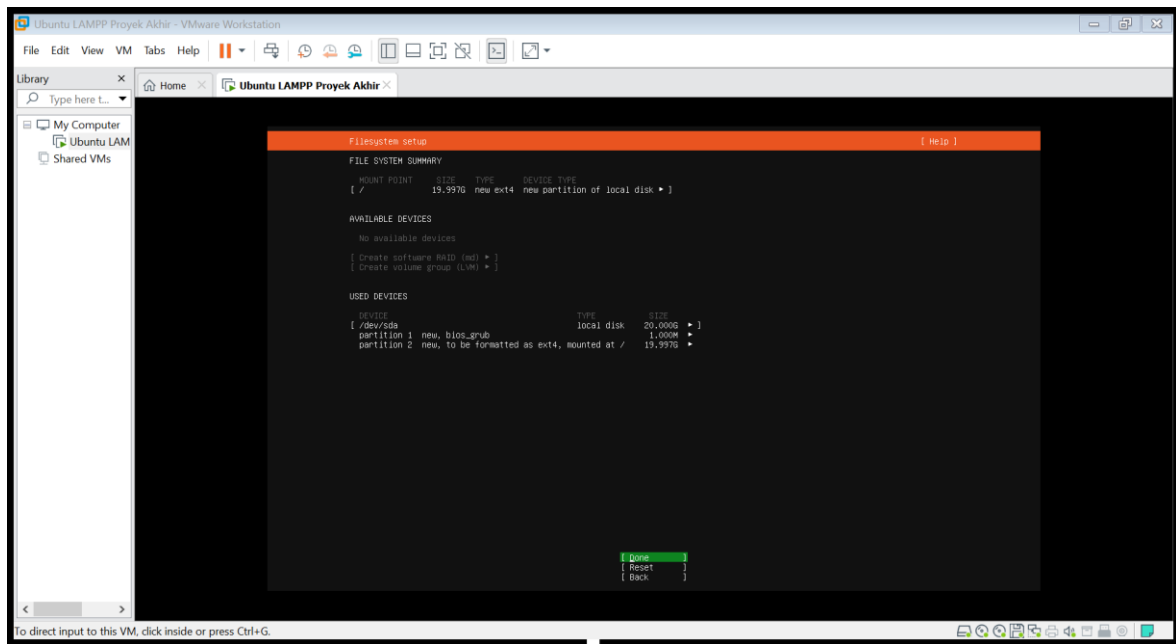 Ubuntu LAMPP Proyek Akhir - VMware Workstation
File Edit View VM Tabs Help
Library
Home
Ubuntu LAMPP Proyek Akhir
Type here t...
My Computer
Ubuntu LAM
Shared VMs
Filesystem setup [ Help ]
FILE SYSTEM SUMMARY
MOUNT POINT SIZE TYPE DEVICE TYPE
[ / 19.997G new ext4 new partition of local disk ▸ ]
AVAILABLE DEVICES
No available devices
[ Create software RAID (md) ▸ ]
[ Create volume group (LVM) ▸ ]
USED DEVICES
DEVICE TYPE SIZE
[ /dev/sda local disk 20.000G ▸ ]
partition 1 new, bios_grub 1.000M ▸
partition 2 new, to be formatted as ext4, mounted at / 19.997G ▸
[ Done ]
[ Reset ]
[ Back ]
To direct input to this VM, click inside or press Ctrl+G.